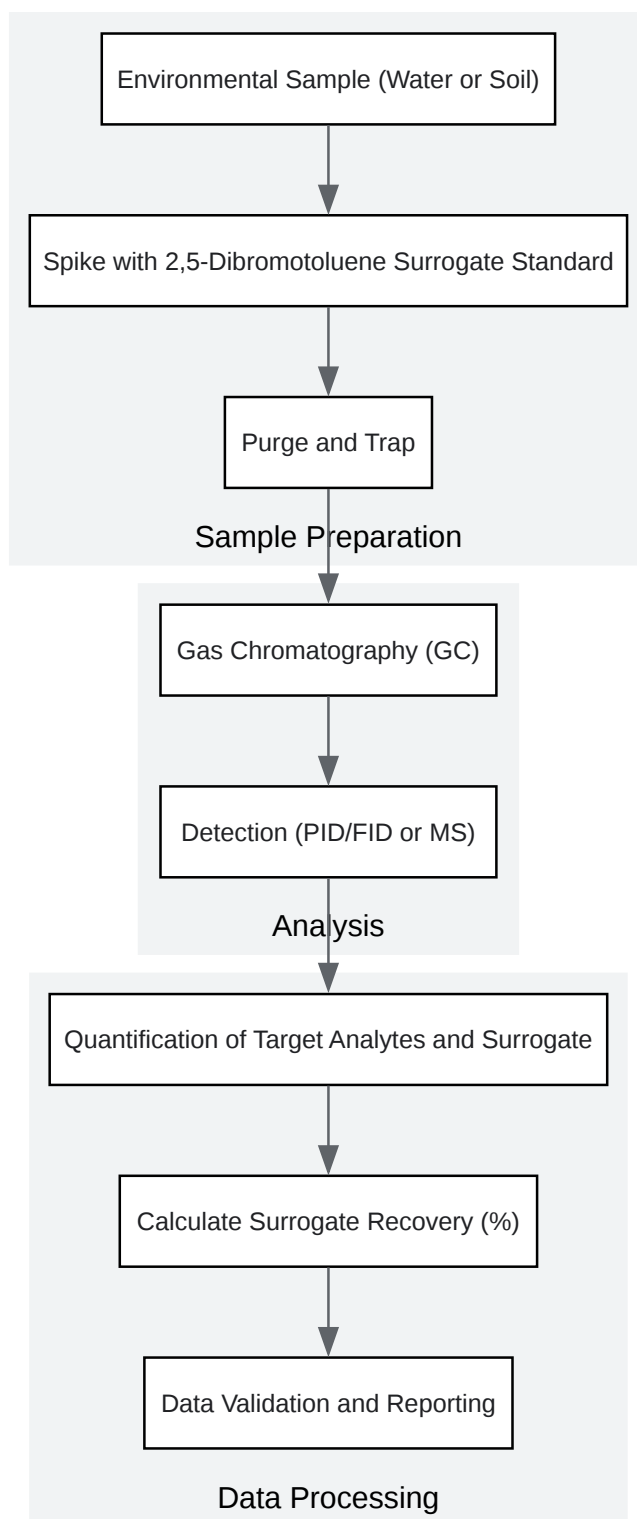 Environmental Sample (Water or Soil)
Spike with 2,5-Dibromotoluene Surrogate Standard
Purge and Trap
Sample Preparation
Gas Chromatography (GC)
Detection (PID/FID or MS)
Analysis
Quantification of Target Analytes and Surrogate
Calculate Surrogate Recovery (%)
Data Validation and Reporting
Data Processing